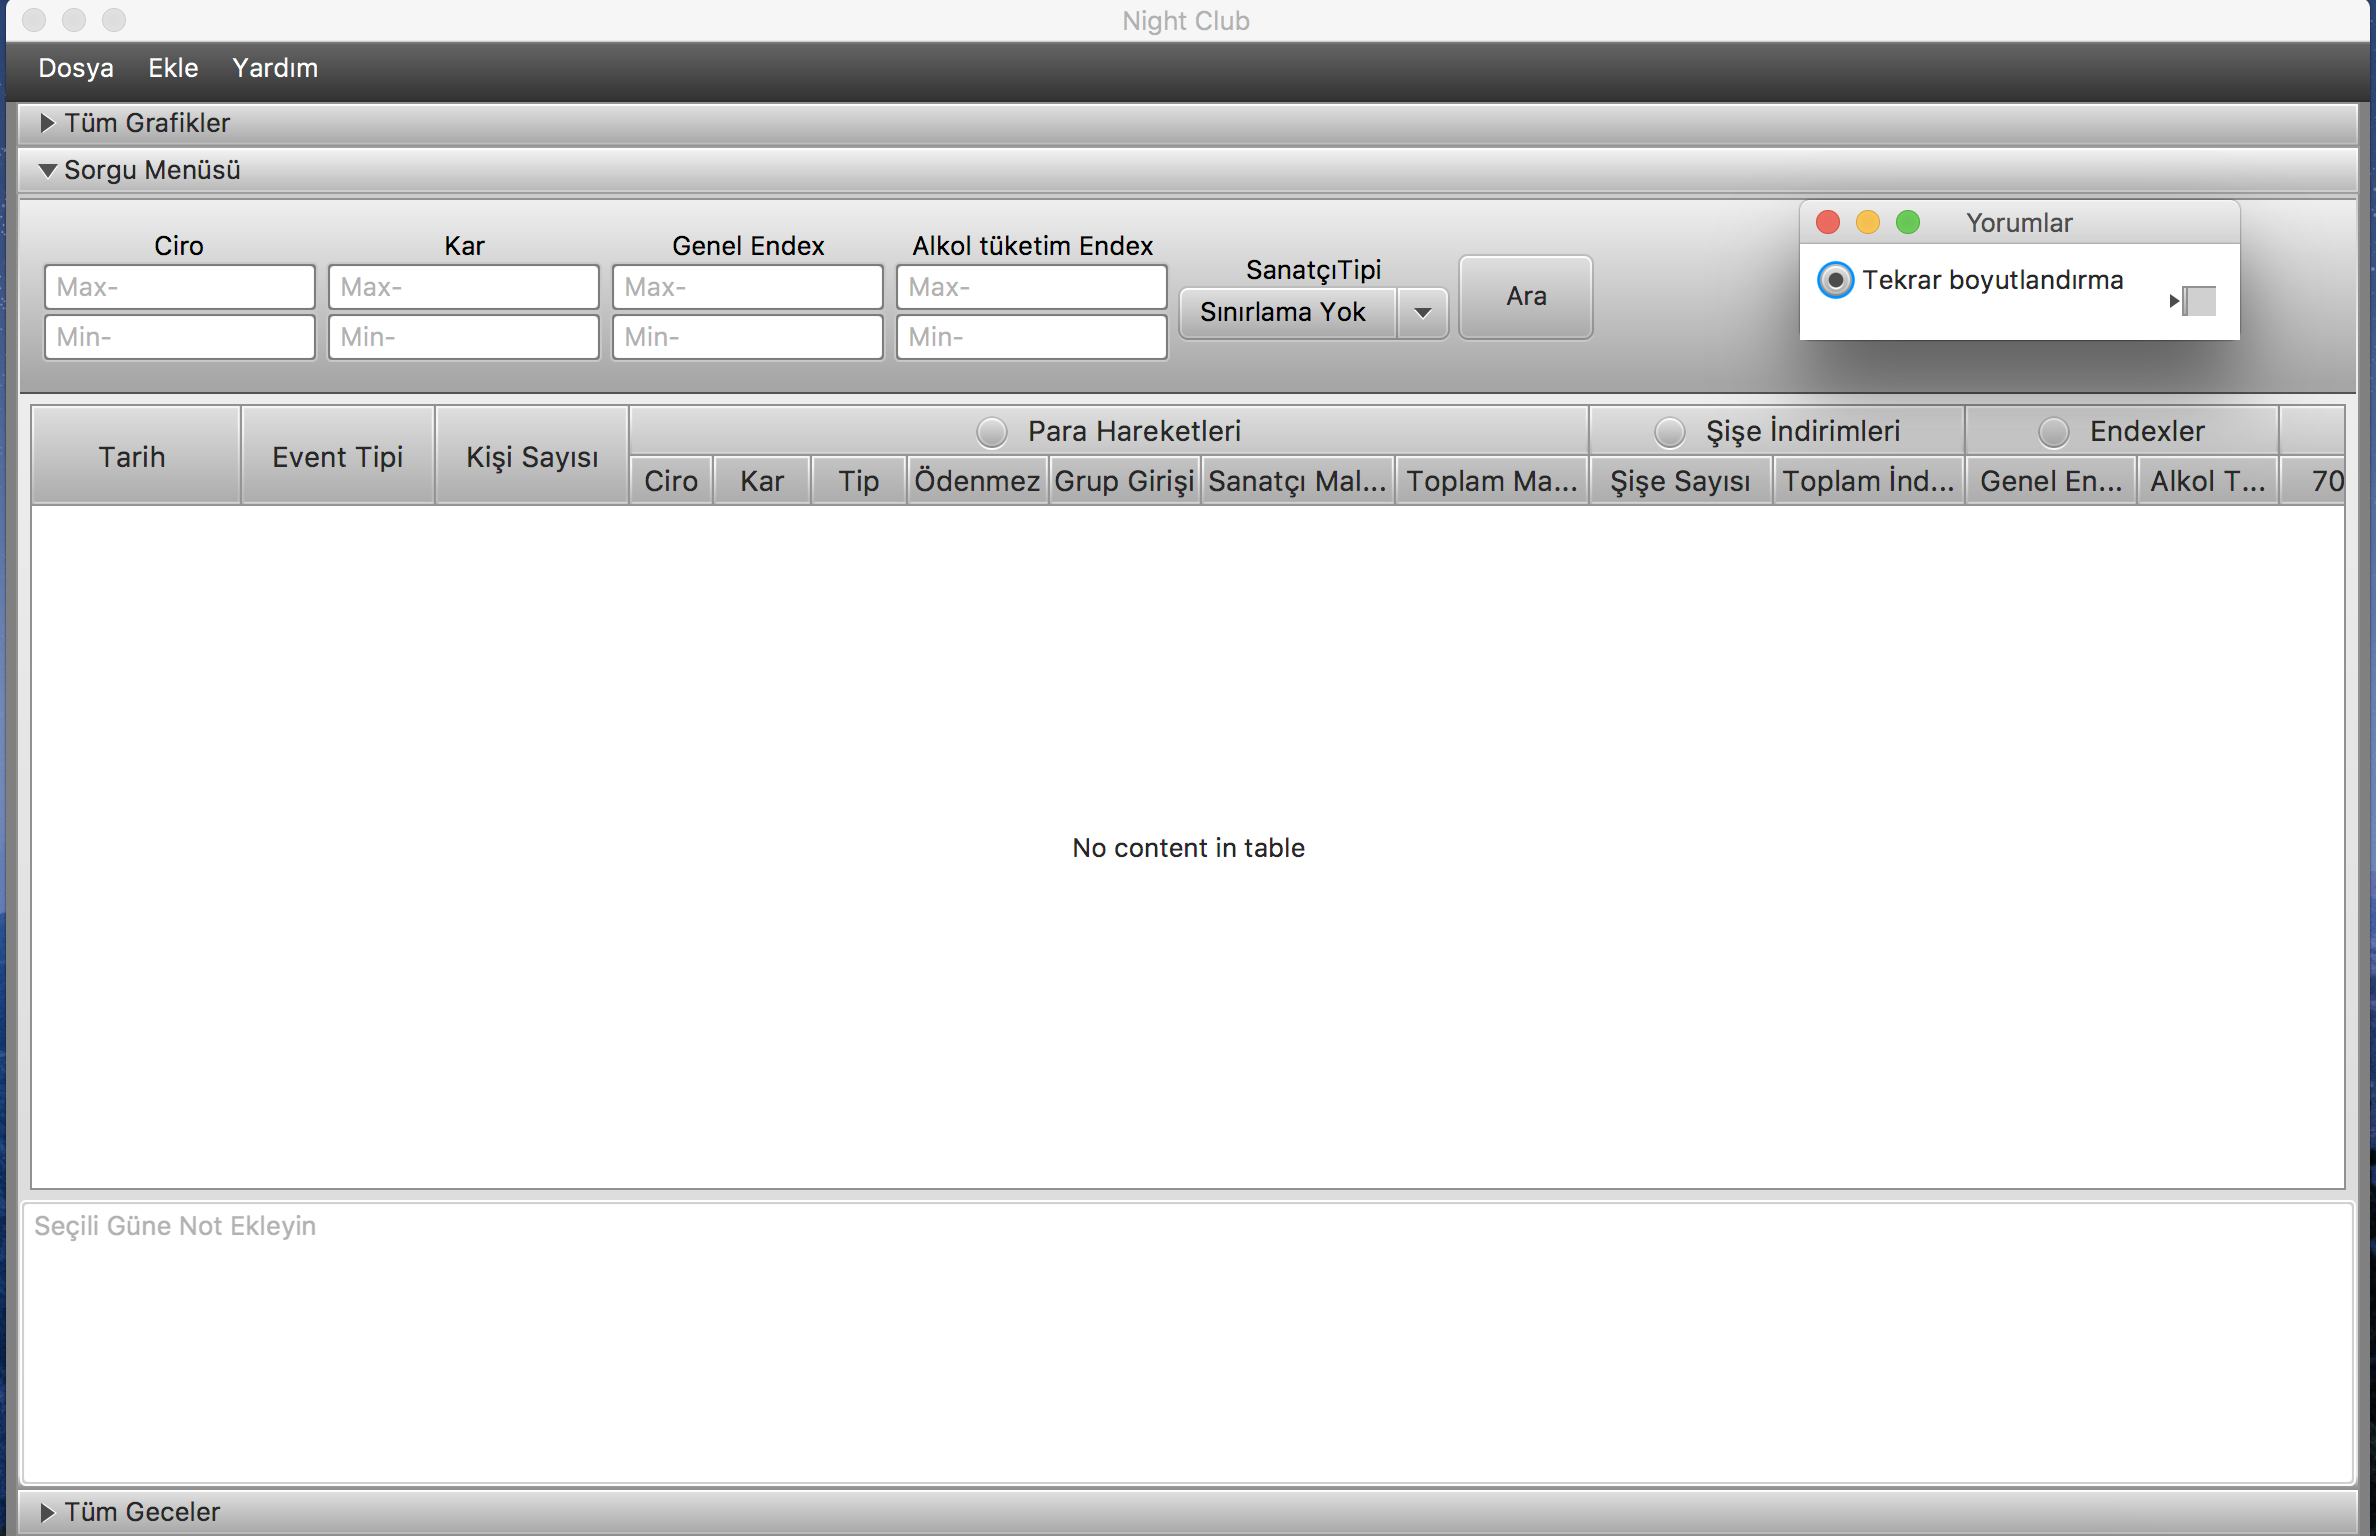 Night Club
Dosya Ekle Yardım
Tüm Grafikler
Sorgu Menüsü
Yorumlar
Tekrar boyutlandırma
Ciro Kar Genel Endex Alkol tüketim Endex
SanatçıTipi
Max- Max- Max- Max-
Sınırlama Yok Ara
Min- Min- Min- Min-
Tarih Event Tipi Kişi Sayısı Para Hareketleri Şişe İndirimleri Endexler
Ciro Kar Tip Ödenmez Grup Girişi Sanatçı Mal... Toplam Ma... Şişe Sayısı Toplam İnd... Genel En... Alkol T... 70
No content in table
Seçili Güne Not Ekleyin
Tüm Geceler